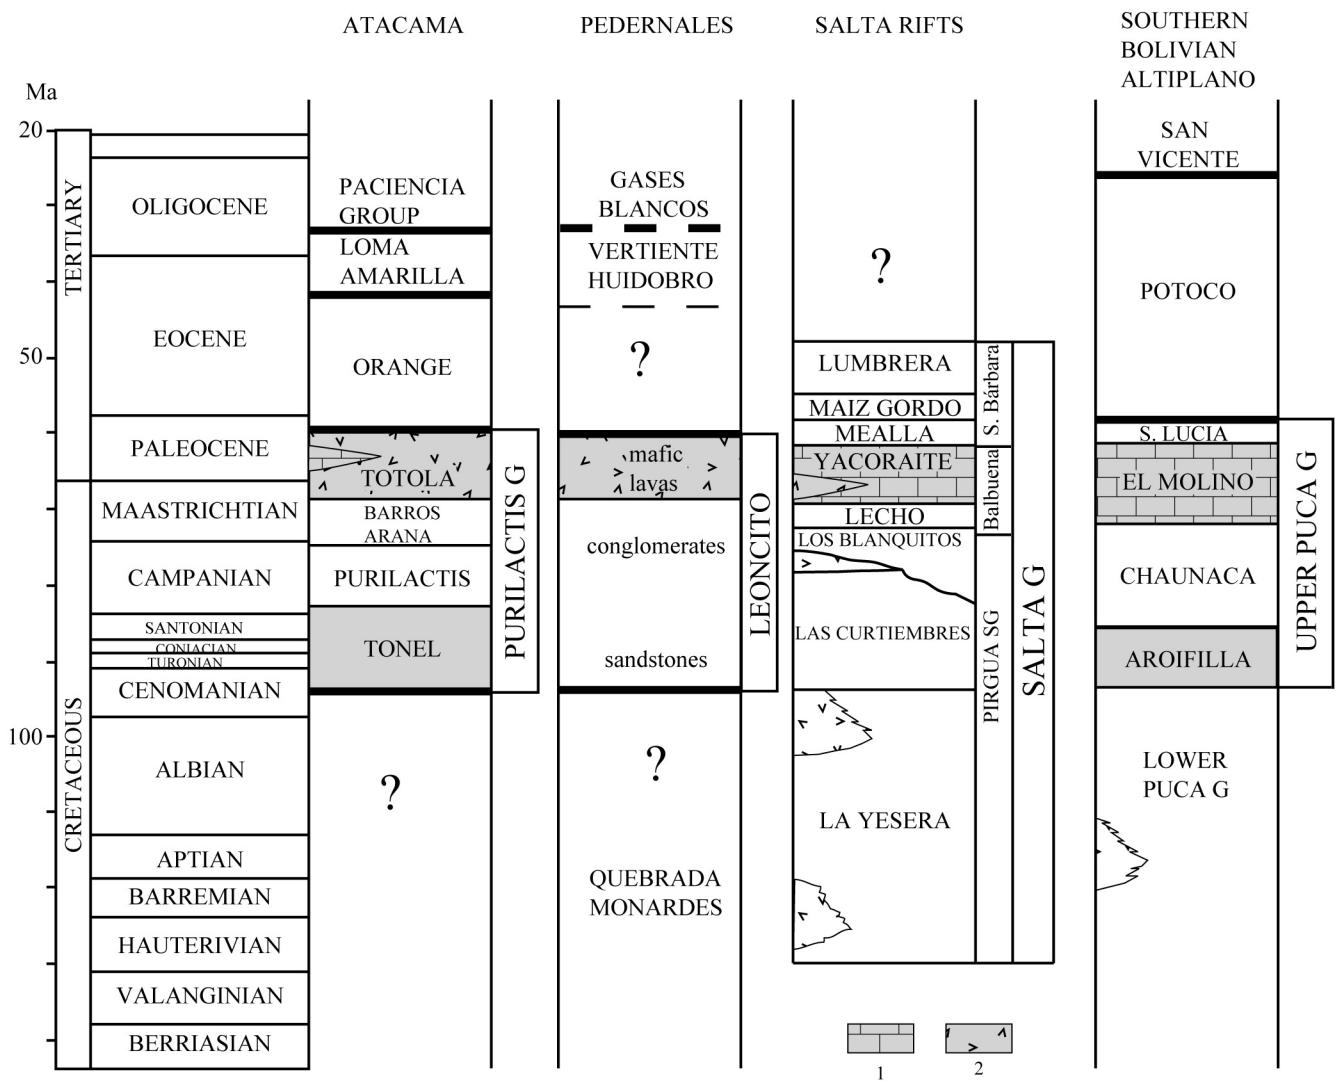 ATACAMA
PEDERNALES
SALTA RIFTS
SOUTHERN
BOLIVIAN
ALTIPLANO
Ma
20
50
100
TERTIARY
CRETACEOUS
OLIGOCENE
EOCENE
PALEOCENE
MAASTRICHTIAN
CAMPANIAN
SANTONIAN
CONIACIAN
TURONIAN
CENOMANIAN
ALBIAN
APTIAN
BARREMIAN
HAUTERIVIAN
VALANGINIAN
BERRIASIAN
PACIENCIA
GROUP
LOMA
AMARILLA
ORANGE
TOTOLA
BARROS
ARANA
PURILACTIS
TONEL
?
PURILACTIS G
GASES
BLANCOS
VERTIENTE
HUIDOBRO
?
mafic
lavas
conglomerates
sandstones
?
QUEBRADA
MONARDES
LEONCITO
?
LUMBRERA
MAIZ GORDO
MEALLA
YACORAITE
LECHO
LOS BLANQUITOS
LAS CURTIEMBRES
LA YESERA
S. Bárbara
Balbuena
PIRGUA SG
SALTA G
SAN
VICENTE
POTOCO
S. LUCIA
EL MOLINO
CHAUNACA
AROIFILLA
LOWER
PUCA G
UPPER PUCA G
1
2